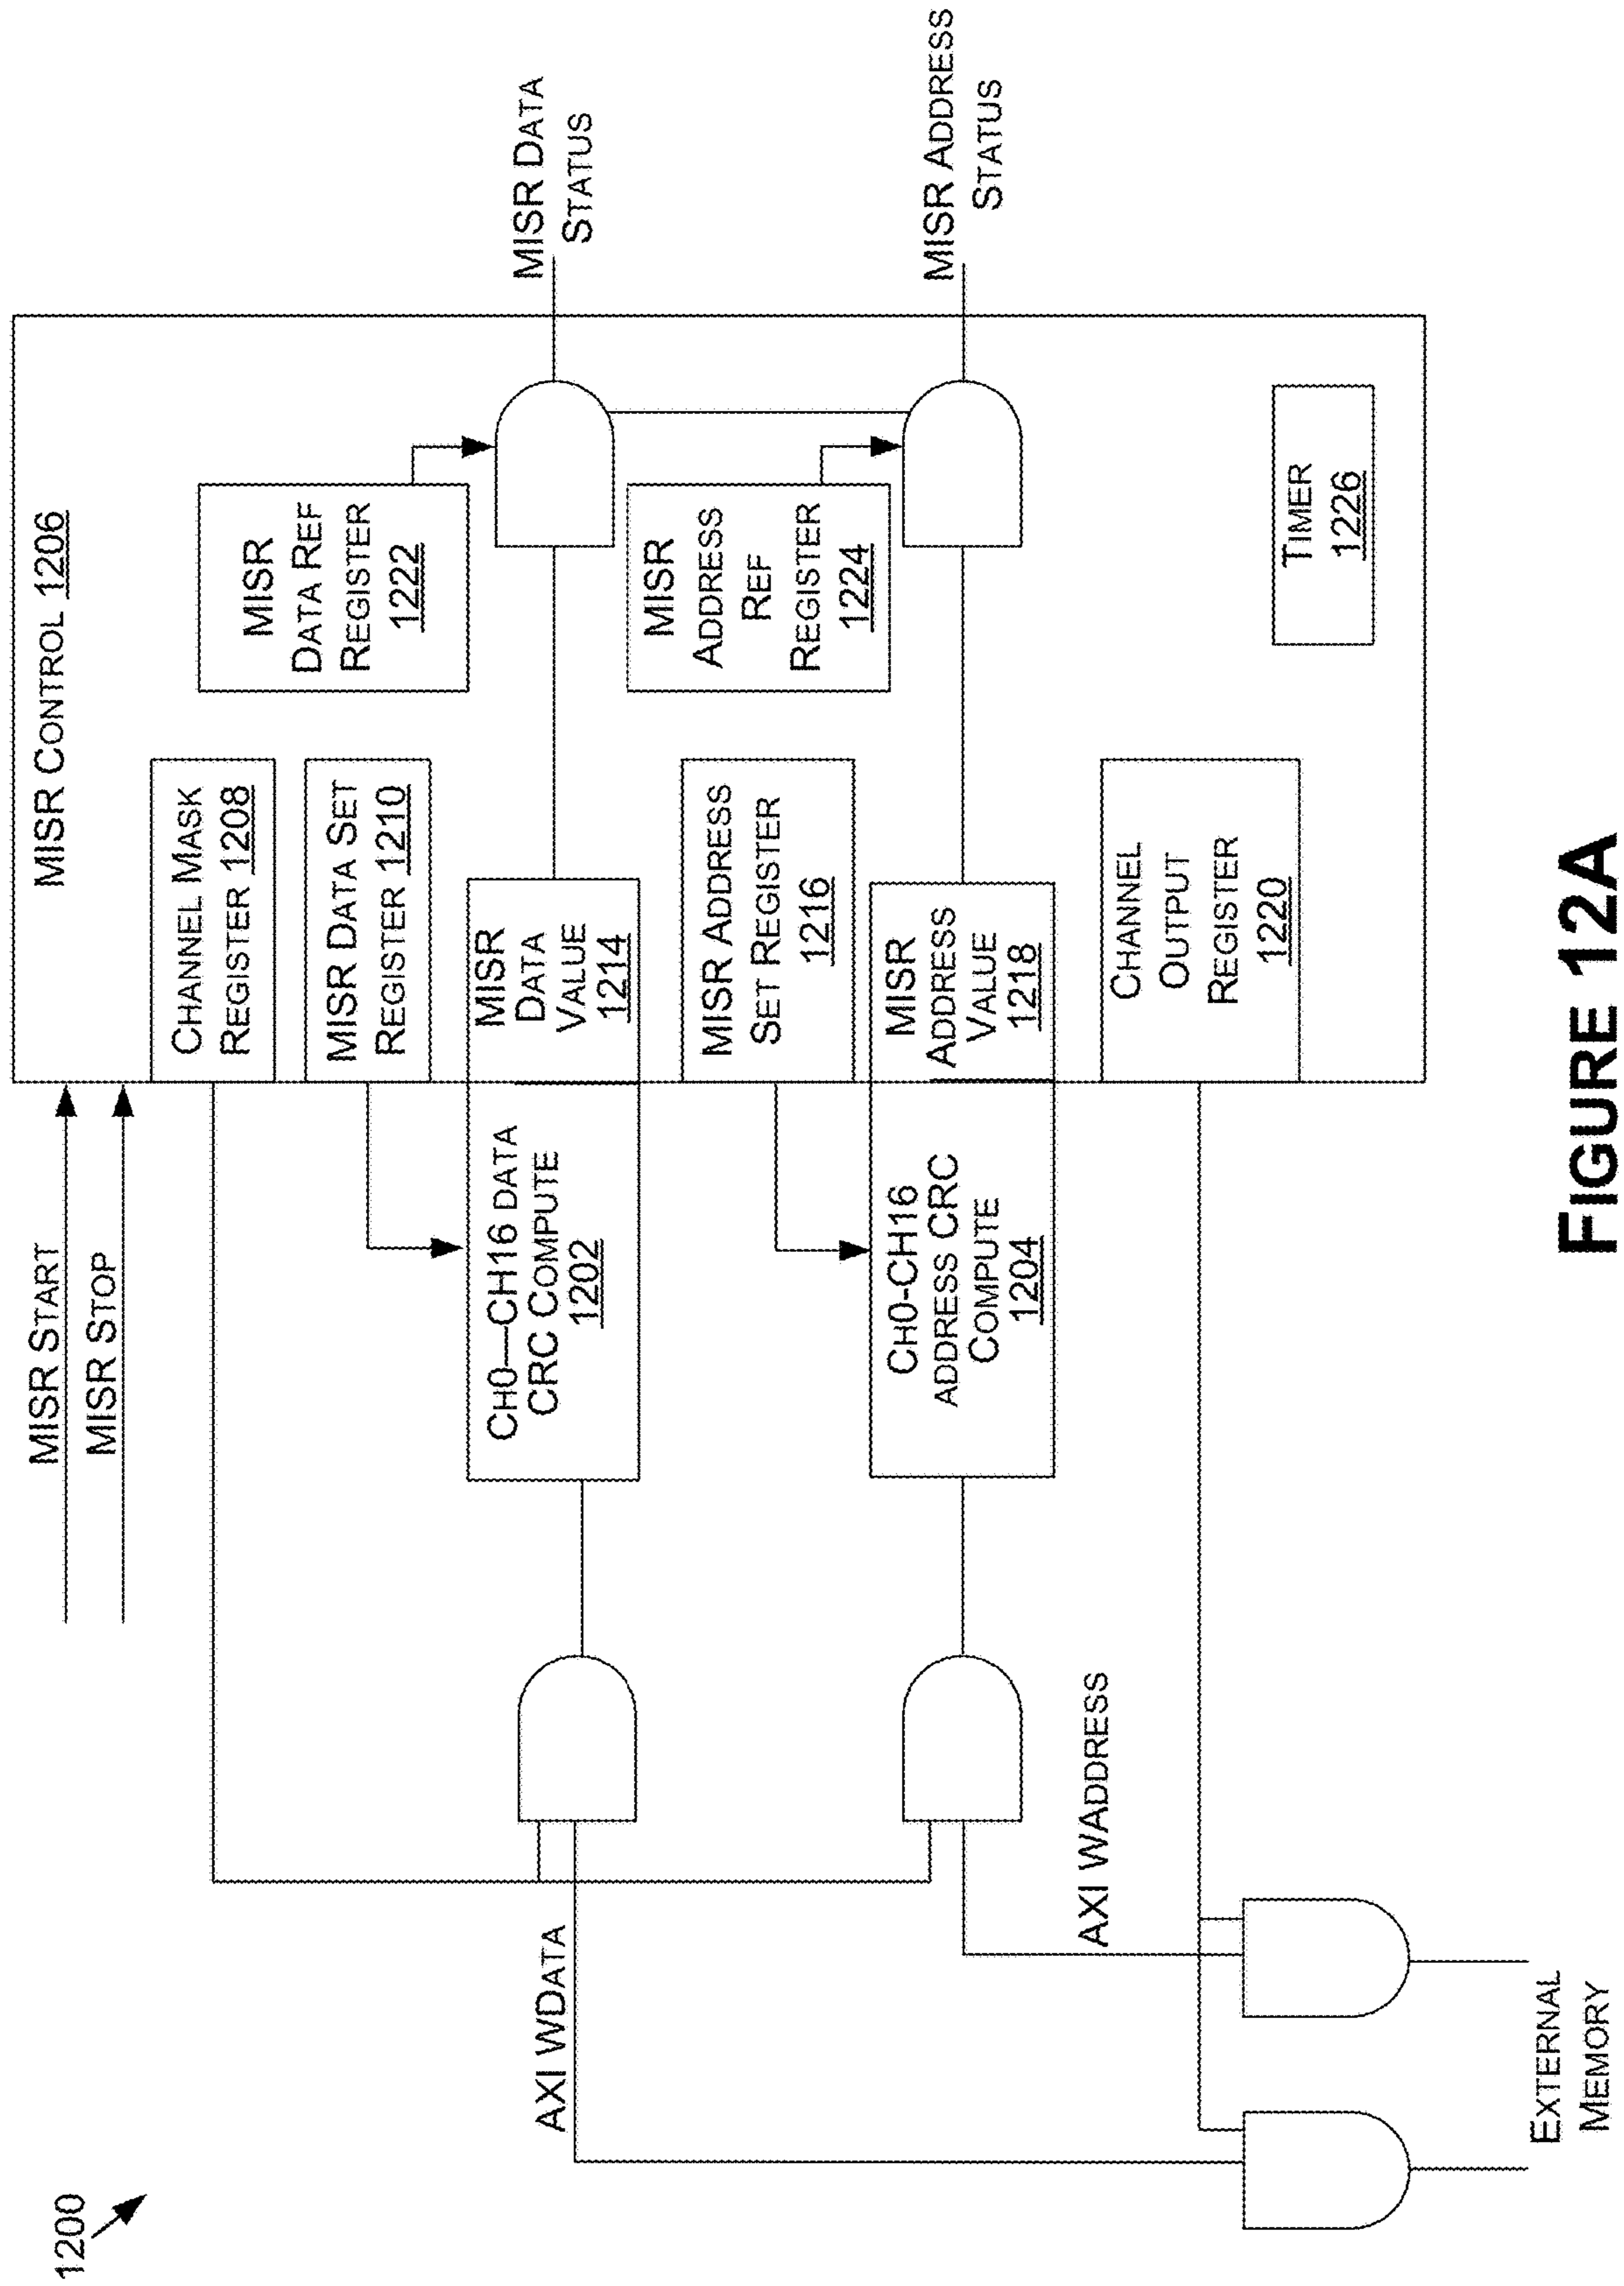 1200
MISR START
MISR STOP
MISR CONTROL 1206
CHANNEL MASK
REGISTER 1208
MISR DATA SET
REGISTER 1210
MISR
DATA REF
REGISTER
1222
MISR DATA
STATUS
AXI WDATA
CH0—CH16 DATA
CRC COMPUTE
1202
MISR
DATA
VALUE
1214
MISR ADDRESS
SET REGISTER
1216
MISR
ADDRESS
REF
REGISTER
1224
MISR ADDRESS
STATUS
CH0-CH16
ADDRESS CRC
COMPUTE
1204
MISR
ADDRESS
VALUE
1218
AXI WADDRESS
CHANNEL
OUTPUT
REGISTER
1220
TIMER
1226
EXTERNAL
MEMORY
FIGURE 12A